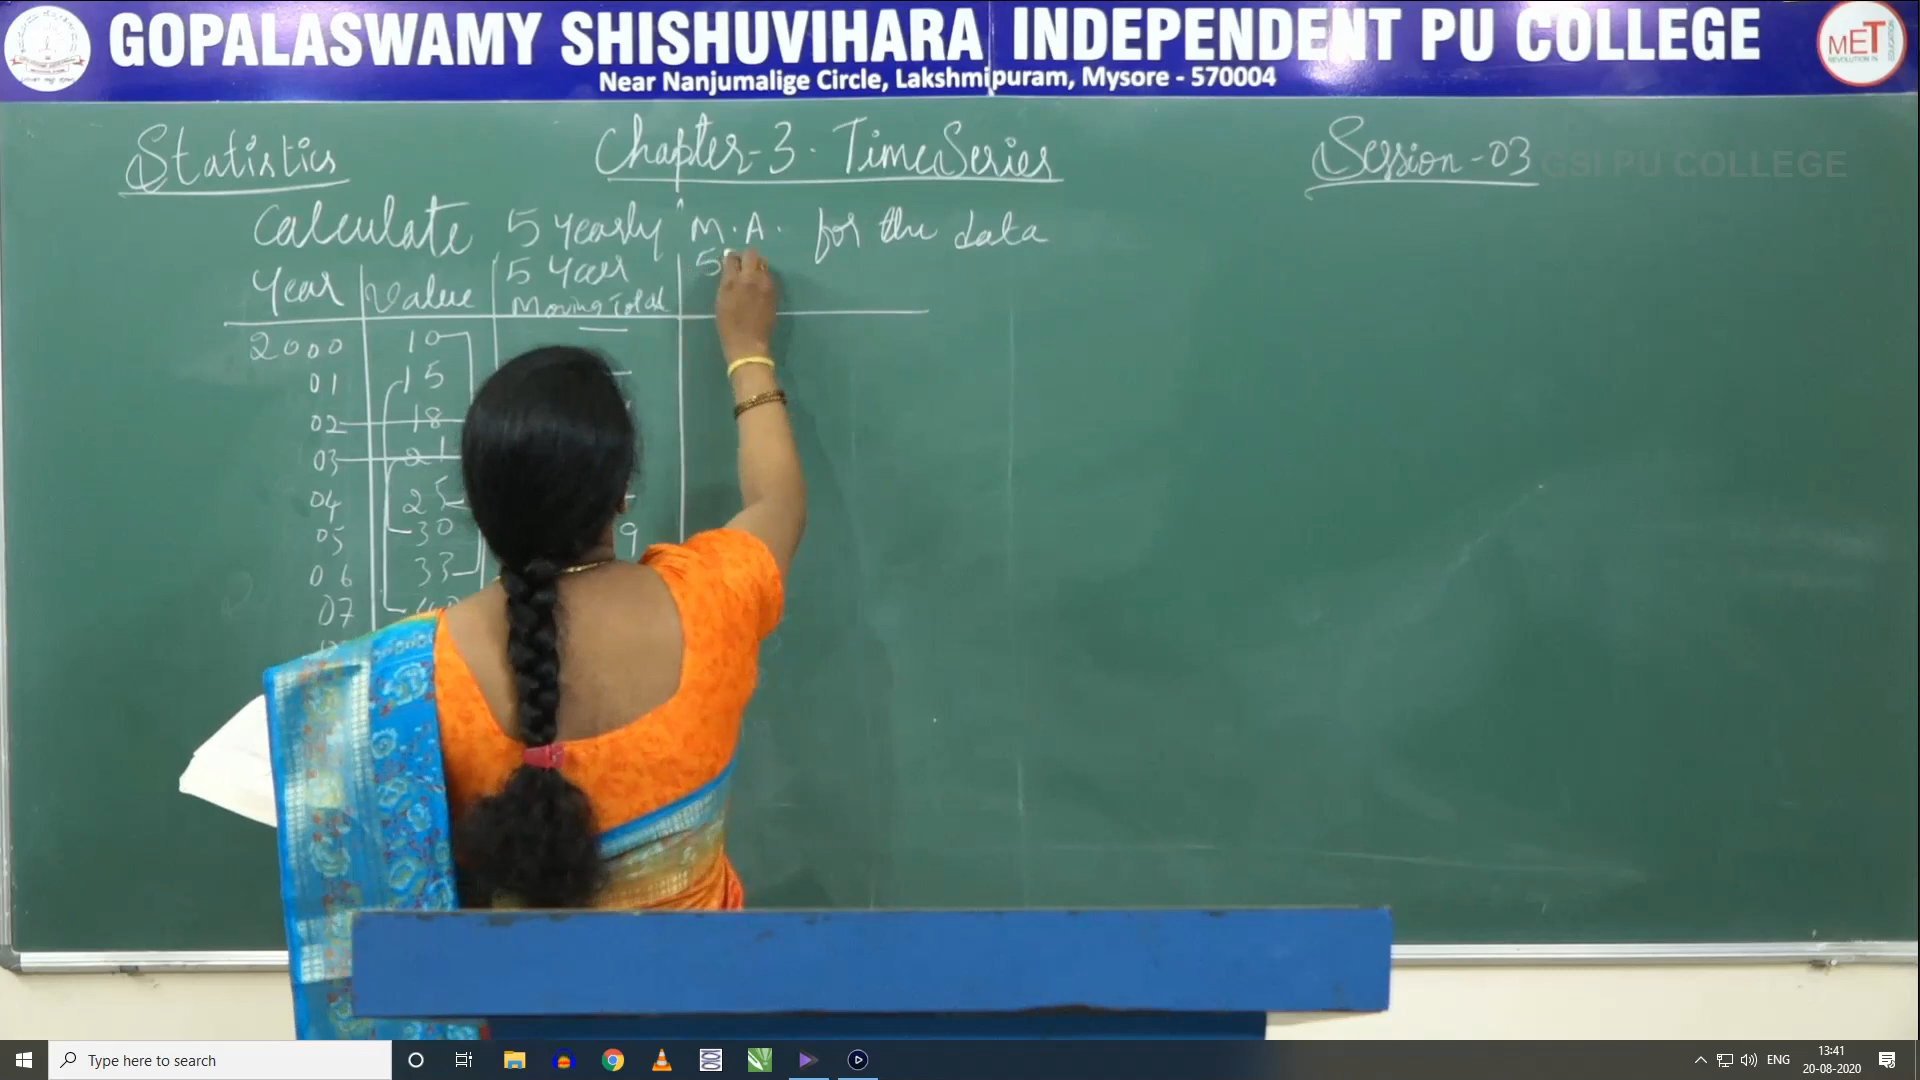 GOPALASWAMY SHISHUVIHARA INDEPENDENT PU COLLEGE
Near Nanjumalige Circle, Lakshmipuram, Mysore - 570004
MET
Statistics Chapter-3. Time Series Session-03
GSI PU COLLEGE
Calculate 5 yearly M.A. for the data
Year Value 5 Year Moving Total 5
2000 10
01 15
02 18
03 21
04 25
05 30 9
06 33
07
Type here to search
ENG
13:41
20-08-2020